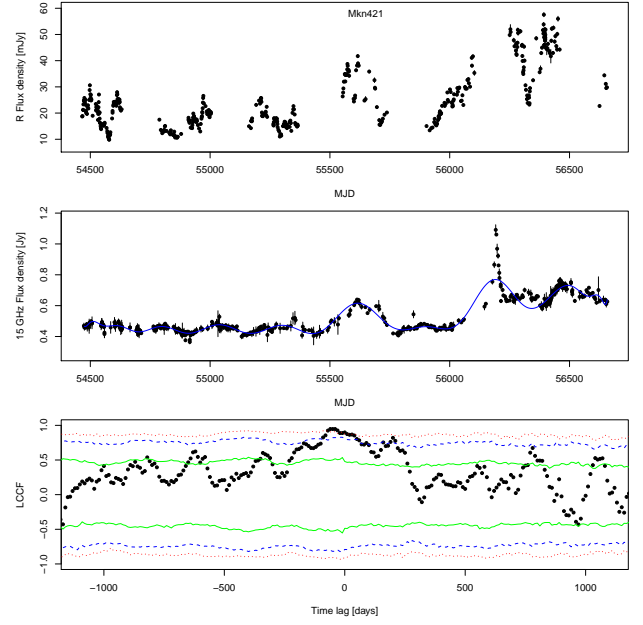 Mkn421
R Flux density [mJy]
60
50
40
30
20
10
54500 55000 55500 56000 56500
MJD
15 GHz Flux density [Jy]
1.2
1.0
0.8
0.6
0.4
54500 55000 55500 56000 56500
MJD
LCCF
1.0
0.5
0.0
−0.5
−1.0
−1000 −500 0 500 1000
Time lag [days]